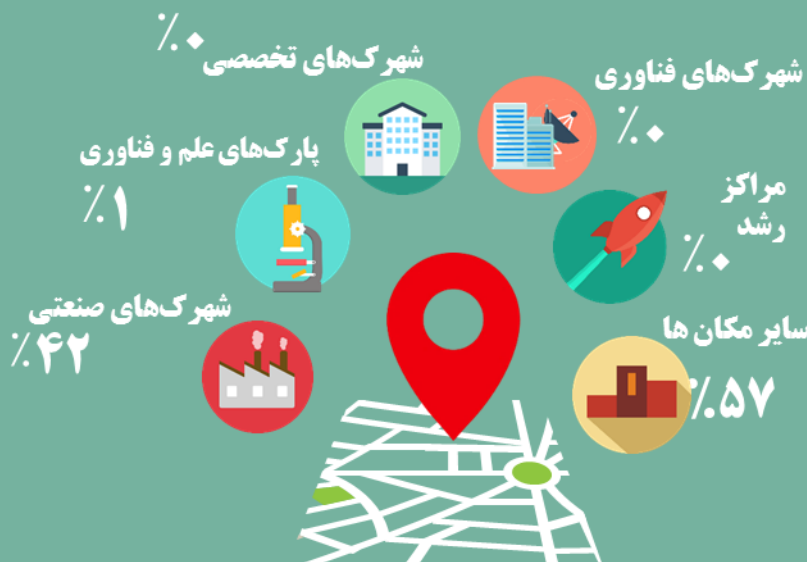 شهرک‌های تخصصی
٪۰
شهرک‌های فناوری
٪۰
پارک‌های علم و فناوری
٪۱
مراکز
رشد
٪۰
شهرک‌های صنعتی
٪۴۲
سایر مکان ها
٪۵۷